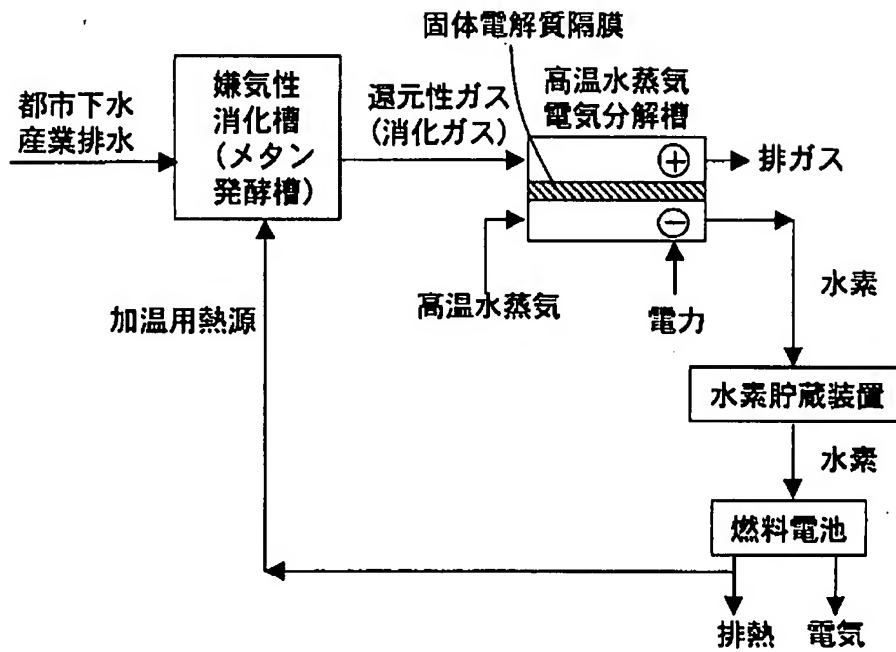 固体電解質隔膜
都市下水
産業排水
嫌気性
消化槽
（メタン
発酵槽）
還元性ガス
（消化ガス）
高温水蒸気
電気分解槽
＋
排ガス
－
高温水蒸気
電力
水素
加温用熱源
水素貯蔵装置
水素
燃料電池
排熱
電気